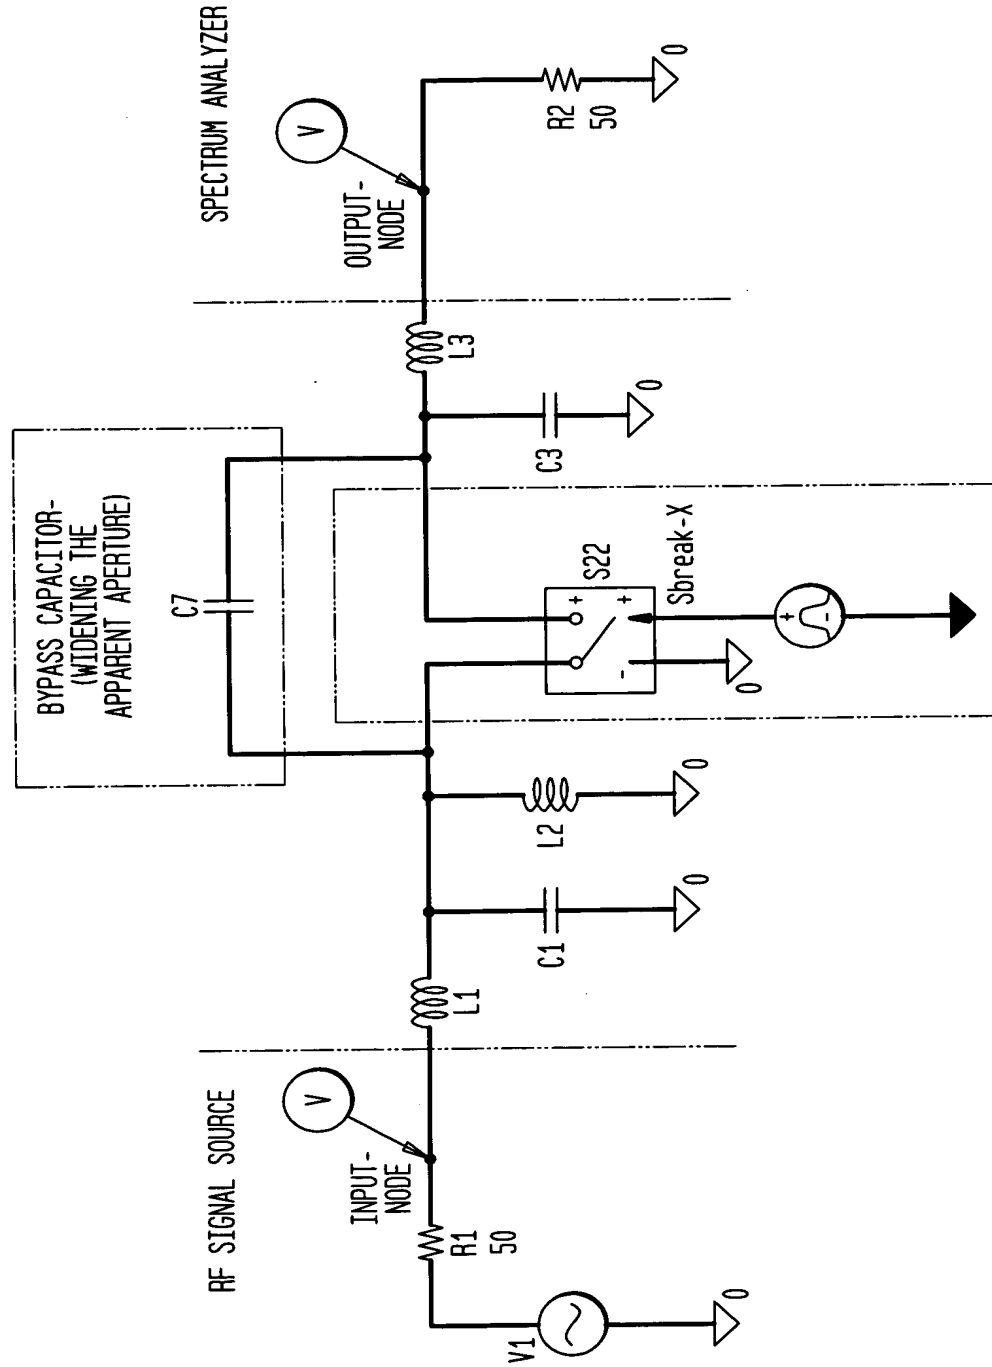 RF SIGNAL SOURCE
V
INPUT-
NODE
V1
0
R1
50
L1
C1
0
L2
0
BYPASS CAPACITOR-
(WIDENING THE
APPARENT APERTURE)
C7
S22
+
+
-
Sbreak-X
0
+
-
C3
0
L3
SPECTRUM ANALYZER
V
OUTPUT-
NODE
R2
50
0